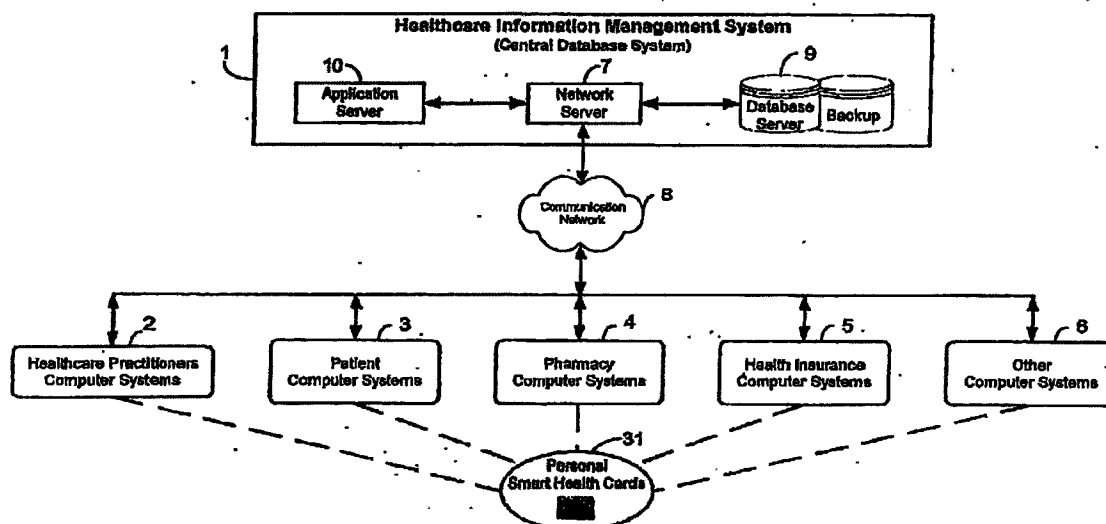 Healthcare Information Management System
(Central Database System)
1
10
7
9
Application
Server
Network
Server
Database
Server
Backup
8
Communication
Network
2
3
4
5
6
Healthcare Practitioners
Computer Systems
Patient
Computer Systems
Pharmacy
Computer Systems
Health Insurance
Computer Systems
Other
Computer Systems
31
Personal
Smart Health Cards